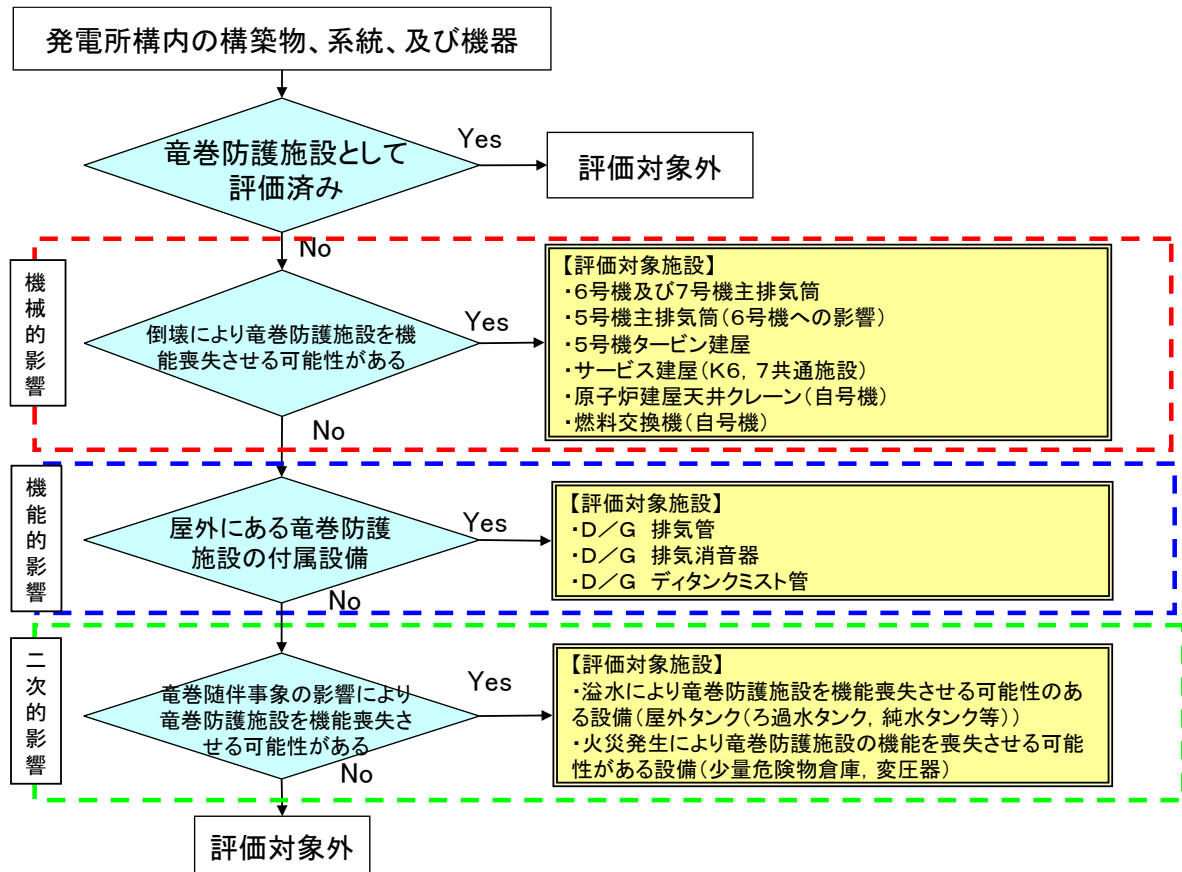 発電所構内の構築物、系統、及び機器
竜巻防護施設として
評価済み
Yes
評価対象外
No
機械的影響
倒壊により竜巻防護施設を機
能喪失させる可能性がある
Yes
【評価対象施設】
・6号機及び7号機主排気筒
・5号機主排気筒(6号機への影響)
・5号機タービン建屋
・サービス建屋(K6, 7共通施設)
・原子炉建屋天井クレーン(自号機)
・燃料交換機(自号機)
No
機能的影響
屋外にある竜巻防護
施設の付属設備
Yes
【評価対象施設】
・D/G 排気管
・D/G 排気消音器
・D/G ディタンクミスト管
No
二次的影響
竜巻随伴事象の影響により
竜巻防護施設を機能喪失さ
せる可能性がある
Yes
【評価対象施設】
・溢水により竜巻防護施設を機能喪失させる可能性のあ
る設備(屋外タンク(ろ過水タンク, 純水タンク等))
・火災発生により竜巻防護施設の機能を喪失させる可能
性がある設備(少量危険物倉庫, 変圧器)
No
評価対象外